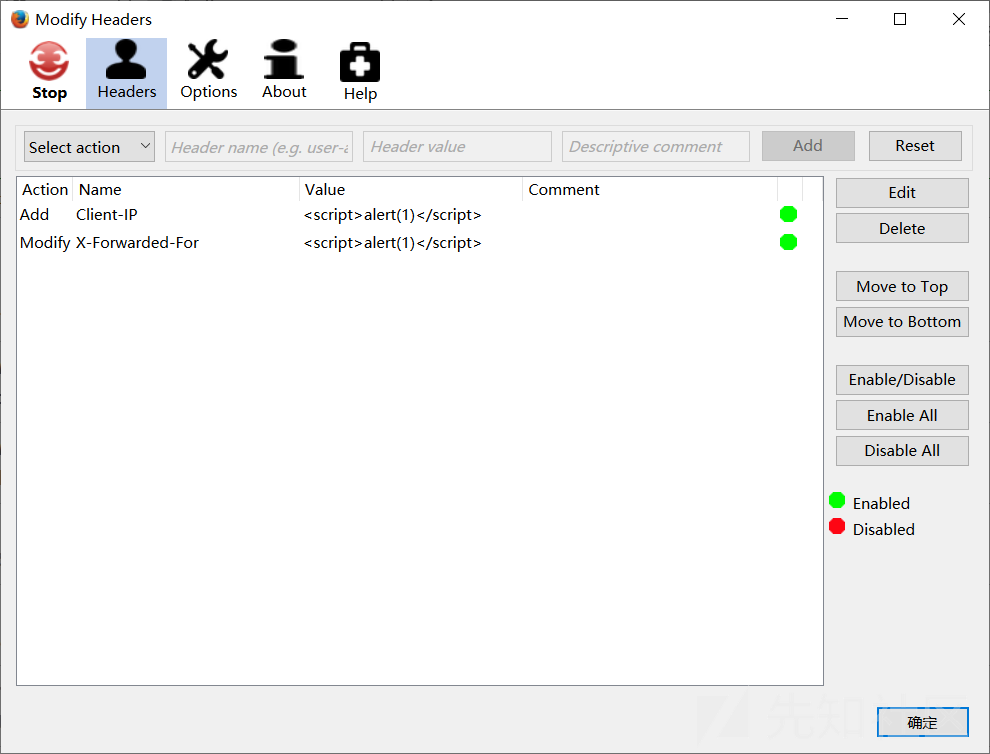 Modify Headers
Stop Headers Options About Help
Select action Header name (e.g. user-a Header value Descriptive comment Add Reset
Action Name Value Comment
Add Client-IP <script>alert(1)</script>
Modify X-Forwarded-For <script>alert(1)</script>
Edit
Delete
Move to Top
Move to Bottom
Enable/Disable
Enable All
Disable All
Enabled
Disabled
先知社区
确定